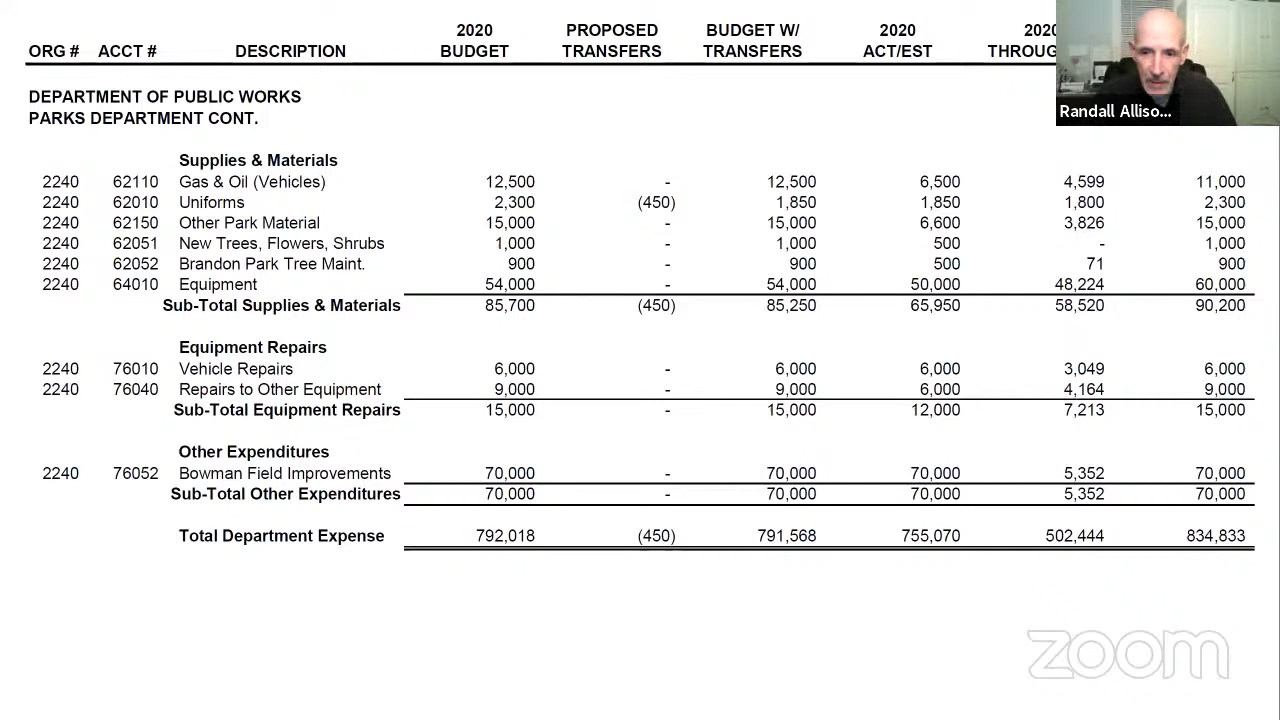 2020 PROPOSED BUDGET W/ 2020 2020
ORG # ACCT # DESCRIPTION BUDGET TRANSFERS TRANSFERS ACT/EST
DEPARTMENT OF PUBLIC WORKS
PARKS DEPARTMENT CONT.
Randall Alliso...
Supplies & Materials
2240 62110 Gas & Oil (Vehicles) 12,500 - 12,500 6,500 4,599 11,000
2240 62010 Uniforms 2,300 (450) 1,850 1,850 1,800 2,300
2240 62150 Other Park Material 15,000 - 15,000 6,600 3,826 15,000
2240 62051 New Trees, Flowers, Shrubs 1,000 - 1,000 500 - 1,000
2240 62052 Brandon Park Tree Maint. 900 - 900 500 71 900
2240 64010 Equipment 54,000 - 54,000 50,000 48,224 60,000
Sub-Total Supplies & Materials 85,700 (450) 85,250 65,950 58,520 90,200
Equipment Repairs
2240 76010 Vehicle Repairs 6,000 - 6,000 6,000 3,049 6,000
2240 76040 Repairs to Other Equipment 9,000 - 9,000 6,000 4,164 9,000
Sub-Total Equipment Repairs 15,000 - 15,000 12,000 7,213 15,000
Other Expenditures
2240 76052 Bowman Field Improvements 70,000 - 70,000 70,000 5,352 70,000
Sub-Total Other Expenditures 70,000 - 70,000 70,000 5,352 70,000
Total Department Expense 792,018 (450) 791,568 755,070 502,444 834,833
zoom